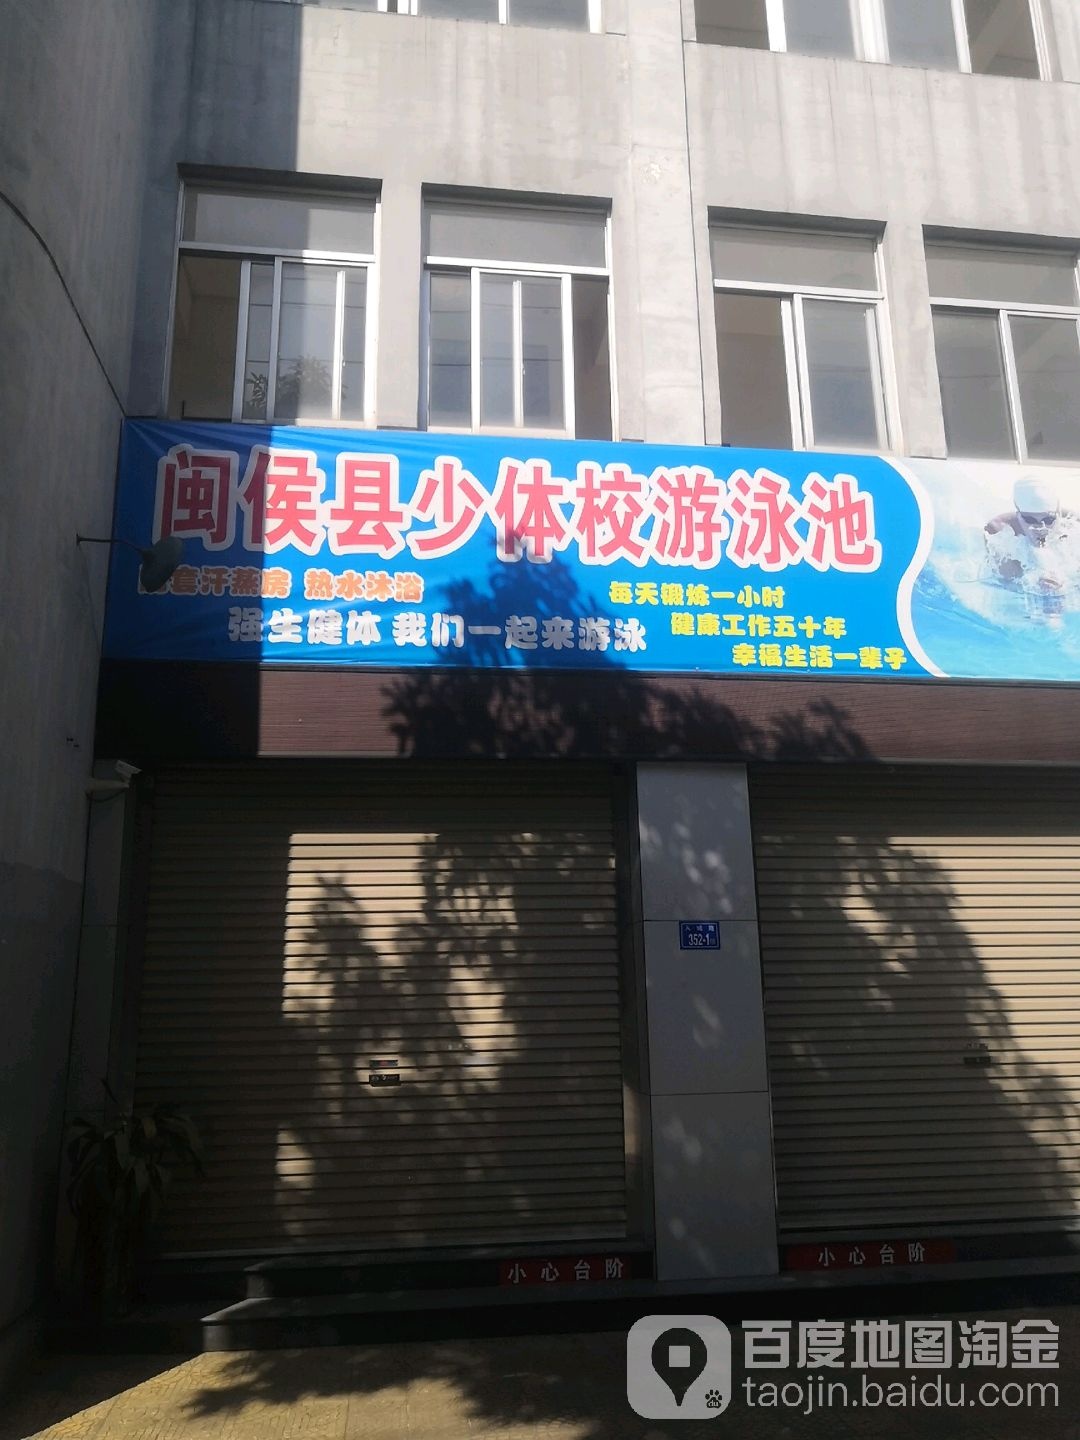 闽侯县少体校游泳池
套汗蒸房 热水沐浴
强生健体 我们一起来游泳
每天锻炼一小时
健康工作五十年
幸福生活一辈子
352-1
小心台阶
小心台阶
百度地图淘金
taojin.baidu.com
du